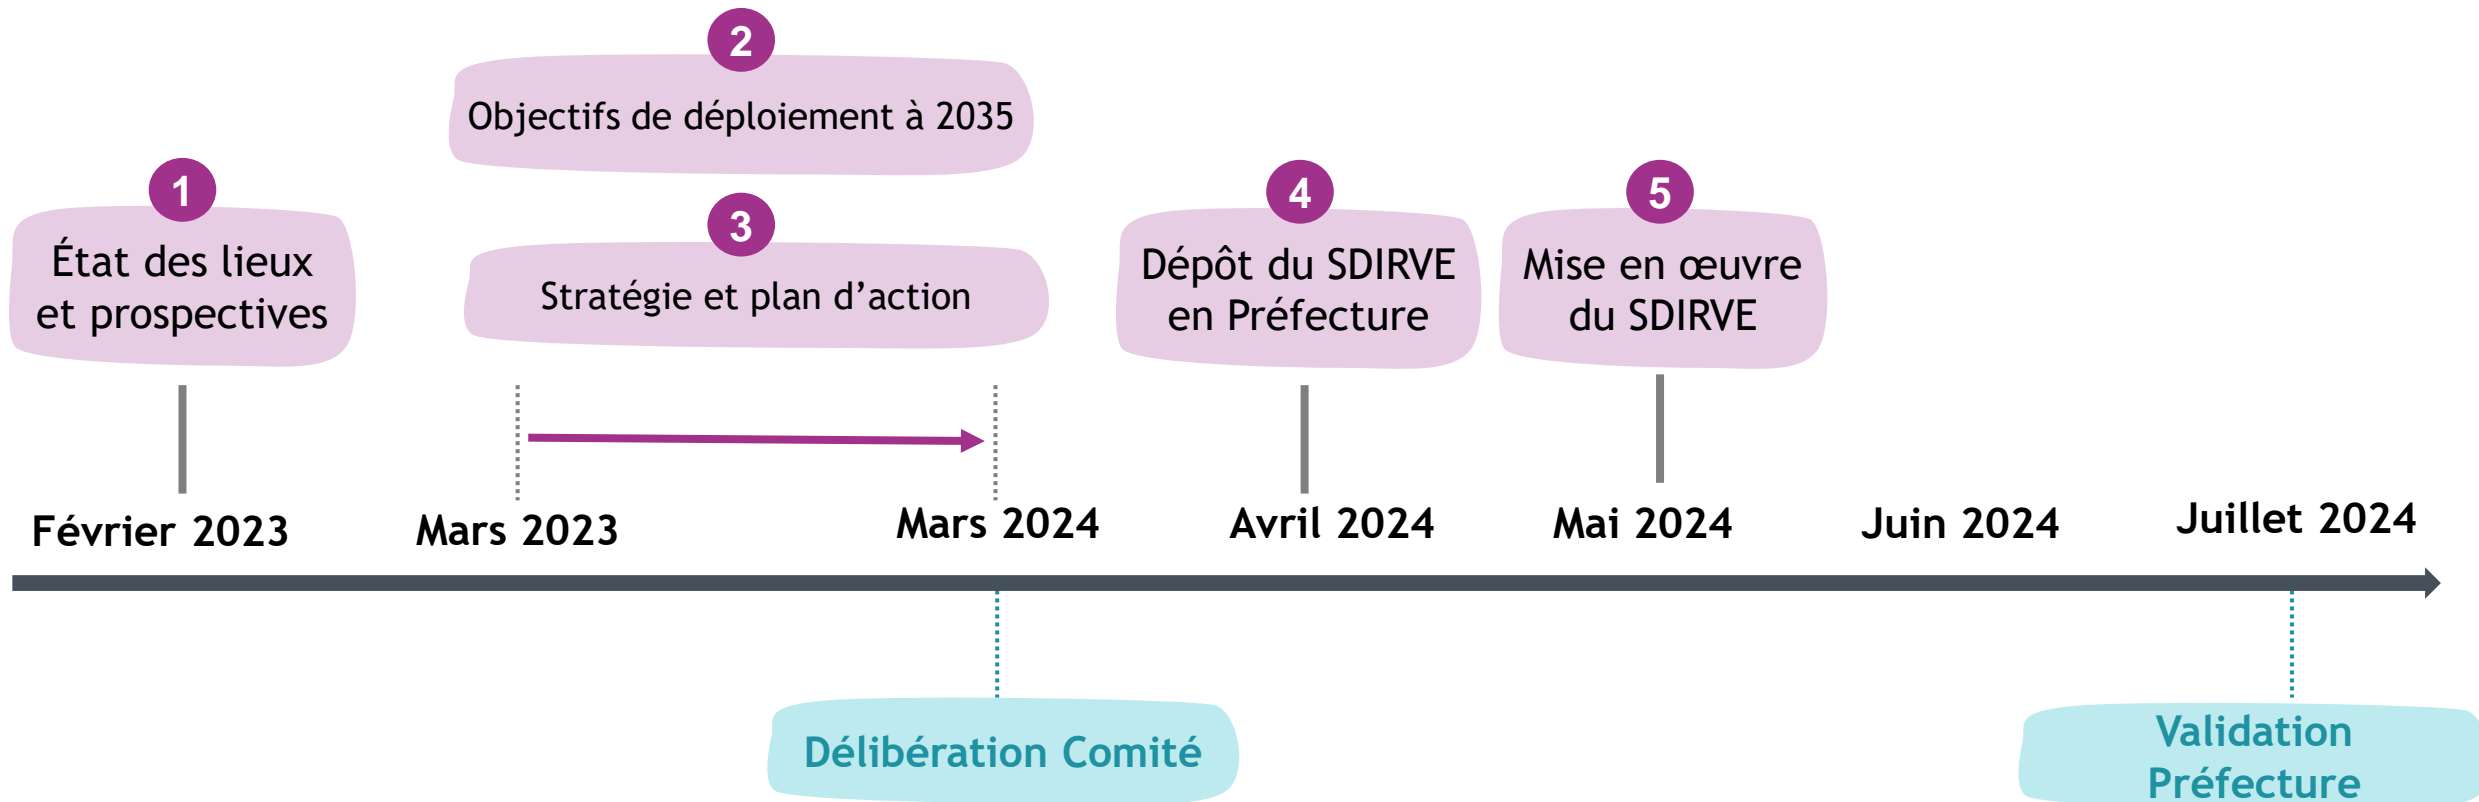 2
Objectifs de déploiement à 2035
1
État des lieux
et prospectives
3
Stratégie et plan d’action
4
Dépôt du SDIRVE
en Préfecture
5
Mise en œuvre
du SDIRVE
Février 2023
Mars 2023
Mars 2024
Avril 2024
Mai 2024
Juin 2024
Juillet 2024
Délibération Comité
Validation
Préfecture